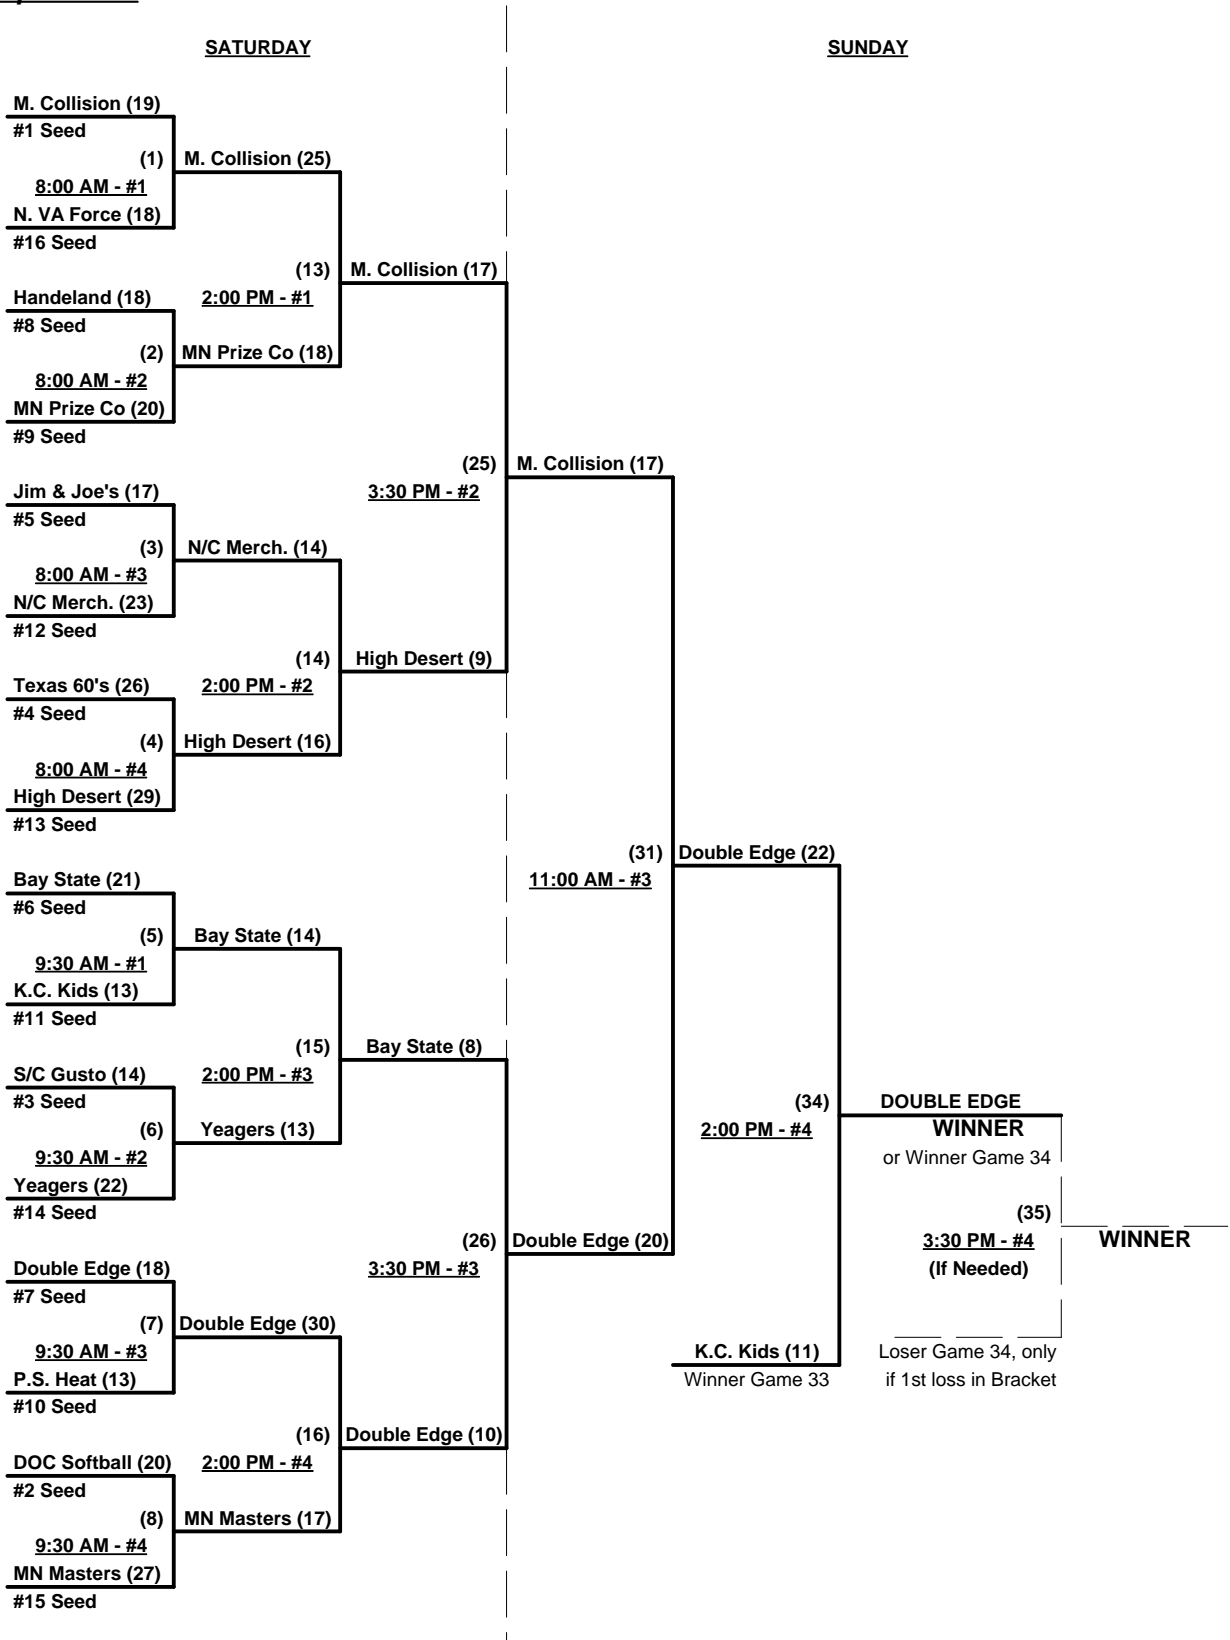 SATURDAY
SUNDAY
M. Collision (19)
#1 Seed
(1)
8:00 AM - #1
N. VA Force (18)
#16 Seed
M. Collision (25)
(13)
2:00 PM - #1
Handeland (18)
#8 Seed
(2)
8:00 AM - #2
MN Prize Co (20)
#9 Seed
MN Prize Co (18)
M. Collision (17)
(25)
3:30 PM - #2
Jim & Joe's (17)
#5 Seed
(3)
8:00 AM - #3
N/C Merch. (23)
#12 Seed
N/C Merch. (14)
(14)
2:00 PM - #2
Texas 60's (26)
#4 Seed
(4)
8:00 AM - #4
High Desert (29)
#13 Seed
High Desert (16)
High Desert (9)
M. Collision (17)
(31)
11:00 AM - #3
Bay State (21)
#6 Seed
(5)
9:30 AM - #1
K.C. Kids (13)
#11 Seed
Bay State (14)
(15)
2:00 PM - #3
S/C Gusto (14)
#3 Seed
(6)
9:30 AM - #2
Yeagers (22)
#14 Seed
Yeagers (13)
Bay State (8)
(26)
3:30 PM - #3
Double Edge (18)
#7 Seed
(7)
9:30 AM - #3
P.S. Heat (13)
#10 Seed
Double Edge (30)
(16)
2:00 PM - #4
DOC Softball (20)
#2 Seed
(8)
9:30 AM - #4
MN Masters (27)
#15 Seed
MN Masters (17)
Double Edge (10)
Double Edge (20)
Double Edge (22)
(34)
2:00 PM - #4
K.C. Kids (11)
Winner Game 33
DOUBLE EDGE
WINNER
or Winner Game 34
(35)
3:30 PM - #4
(If Needed)
WINNER
Loser Game 34, only
if 1st loss in Bracket